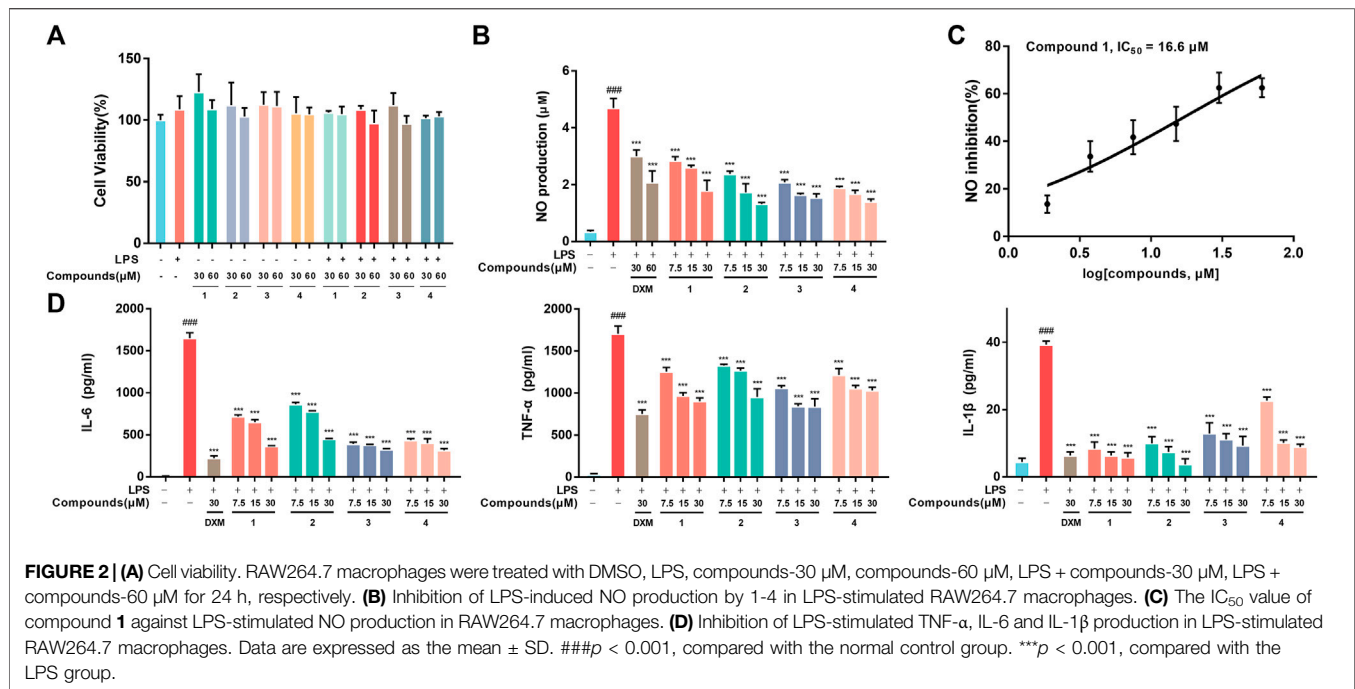 A
Cell Viability(%)
150
100
50
0
LPS - + - - - - - - - - + + + + + + + +
Compounds(μM) - - 30 60 30 60 30 60 30 60 30 60 30 60 30 60 30 60
1 2 3 4 1 2 3 4
B
NO production (μM)
6
4
2
0
###
*** *** *** *** *** *** *** *** *** *** *** *** *** ***
LPS − + + + + + + + + + + + + + + +
Compounds(μM) − − 30 60 7.5 15 30 7.5 15 30 7.5 15 30 7.5 15 30
DXM 1 2 3 4
C
Compound 1, IC50 = 16.6 μM
NO inhibition(%)
80
60
40
20
0
0.0 0.5 1.0 1.5 2.0
log[compounds, μM]
D
IL-6 (pg/ml)
2000
1500
1000
500
0
###
*** *** *** *** *** *** *** *** *** *** *** *** ***
LPS − + + + + + + + + + + + + + +
Compounds(μM) − − 30 7.5 15 30 7.5 15 30 7.5 15 30 7.5 15 30
DXM 1 2 3 4
TNF-α (pg/ml)
2000
1500
1000
500
0
###
*** *** *** *** *** *** *** *** *** *** *** *** ***
LPS − + + + + + + + + + + + + + +
Compounds(μM) − − 30 7.5 15 30 7.5 15 30 7.5 15 30 7.5 15 30
DXM 1 2 3 4
IL-1β (pg/ml)
40
20
0
###
*** *** *** *** *** *** *** *** *** *** *** *** ***
LPS − + + + + + + + + + + + + + +
Compounds(μM) − − 30 7.5 15 30 7.5 15 30 7.5 15 30 7.5 15 30
DXM 1 2 3 4
FIGURE 2 | (A) Cell viability. RAW264.7 macrophages were treated with DMSO, LPS, compounds-30 μM, compounds-60 μM, LPS + compounds-30 μM, LPS +
compounds-60 μM for 24 h, respectively. (B) Inhibition of LPS-induced NO production by 1-4 in LPS-stimulated RAW264.7 macrophages. (C) The IC50 value of
compound 1 against LPS-stimulated NO production in RAW264.7 macrophages. (D) Inhibition of LPS-stimulated TNF-α, IL-6 and IL-1β production in LPS-stimulated
RAW264.7 macrophages. Data are expressed as the mean ± SD. ###p < 0.001, compared with the normal control group. ***p < 0.001, compared with the
LPS group.